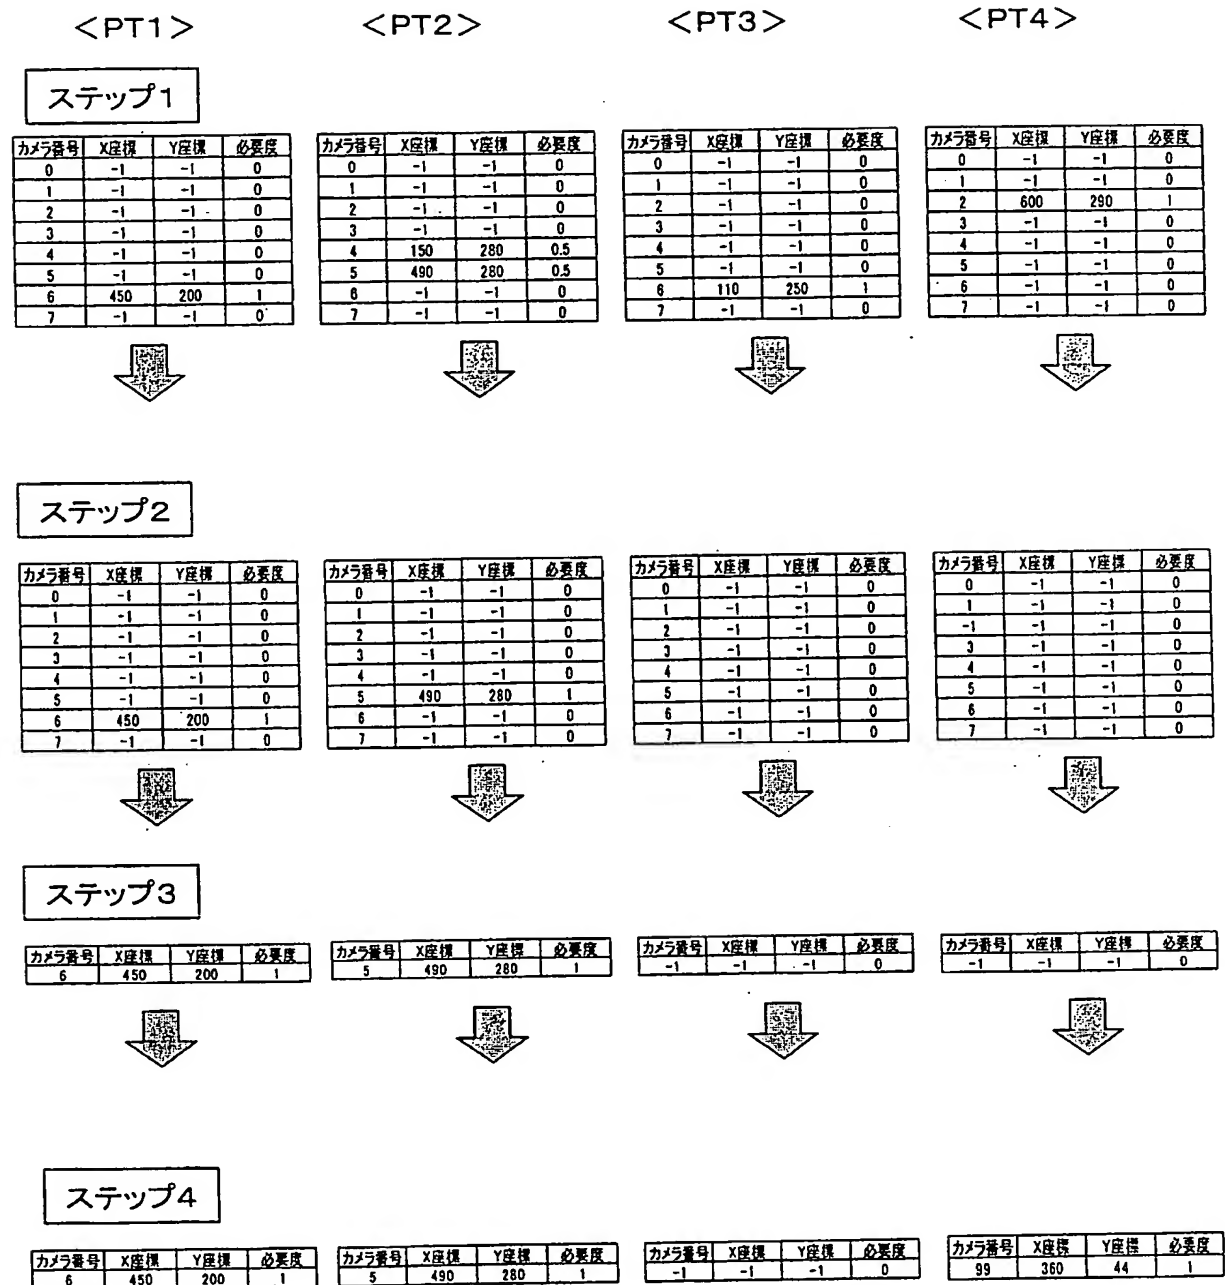 <PT1> <PT2> <PT3> <PT4>
ステップ1
カメラ番号 X座標 Y座標 必要度 カメラ番号 X座標 Y座標 必要度 カメラ番号 X座標 Y座標 必要度 カメラ番号 X座標 Y座標 必要度
0 -1 -1 0 0 -1 -1 0 0 -1 -1 0 0 -1 -1 0
1 -1 -1 0 1 -1 -1 0 1 -1 -1 0 1 -1 -1 0
2 -1 -1 0 2 -1 -1 0 2 -1 -1 0 2 600 290 1
3 -1 -1 0 3 -1 -1 0 3 -1 -1 0 3 -1 -1 0
4 -1 -1 0 4 150 280 0.5 4 -1 -1 0 4 -1 -1 0
5 -1 -1 0 5 490 280 0.5 5 -1 -1 0 5 -1 -1 0
6 450 200 1 6 -1 -1 0 6 110 250 1 6 -1 -1 0
7 -1 -1 0 7 -1 -1 0 7 -1 -1 0 7 -1 -1 0
ステップ2
カメラ番号 X座標 Y座標 必要度 カメラ番号 X座標 Y座標 必要度 カメラ番号 X座標 Y座標 必要度 カメラ番号 X座標 Y座標 必要度
0 -1 -1 0 0 -1 -1 0 0 -1 -1 0 0 -1 -1 0
1 -1 -1 0 1 -1 -1 0 1 -1 -1 0 1 -1 -1 0
2 -1 -1 0 2 -1 -1 0 2 -1 -1 0 -1 -1 -1 0
3 -1 -1 0 3 -1 -1 0 3 -1 -1 0 3 -1 -1 0
4 -1 -1 0 4 -1 -1 0 4 -1 -1 0 4 -1 -1 0
5 -1 -1 0 5 490 280 1 5 -1 -1 0 5 -1 -1 0
6 450 200 1 6 -1 -1 0 6 -1 -1 0 6 -1 -1 0
7 -1 -1 0 7 -1 -1 0 7 -1 -1 0 7 -1 -1 0
ステップ3
カメラ番号 X座標 Y座標 必要度 カメラ番号 X座標 Y座標 必要度 カメラ番号 X座標 Y座標 必要度 カメラ番号 X座標 Y座標 必要度
6 450 200 1 5 490 280 1 -1 -1 -1 0 -1 -1 -1 0
ステップ4
カメラ番号 X座標 Y座標 必要度 カメラ番号 X座標 Y座標 必要度 カメラ番号 X座標 Y座標 必要度 カメラ番号 X座標 Y座標 必要度
6 450 200 1 5 490 280 1 -1 -1 -1 0 99 360 44 1